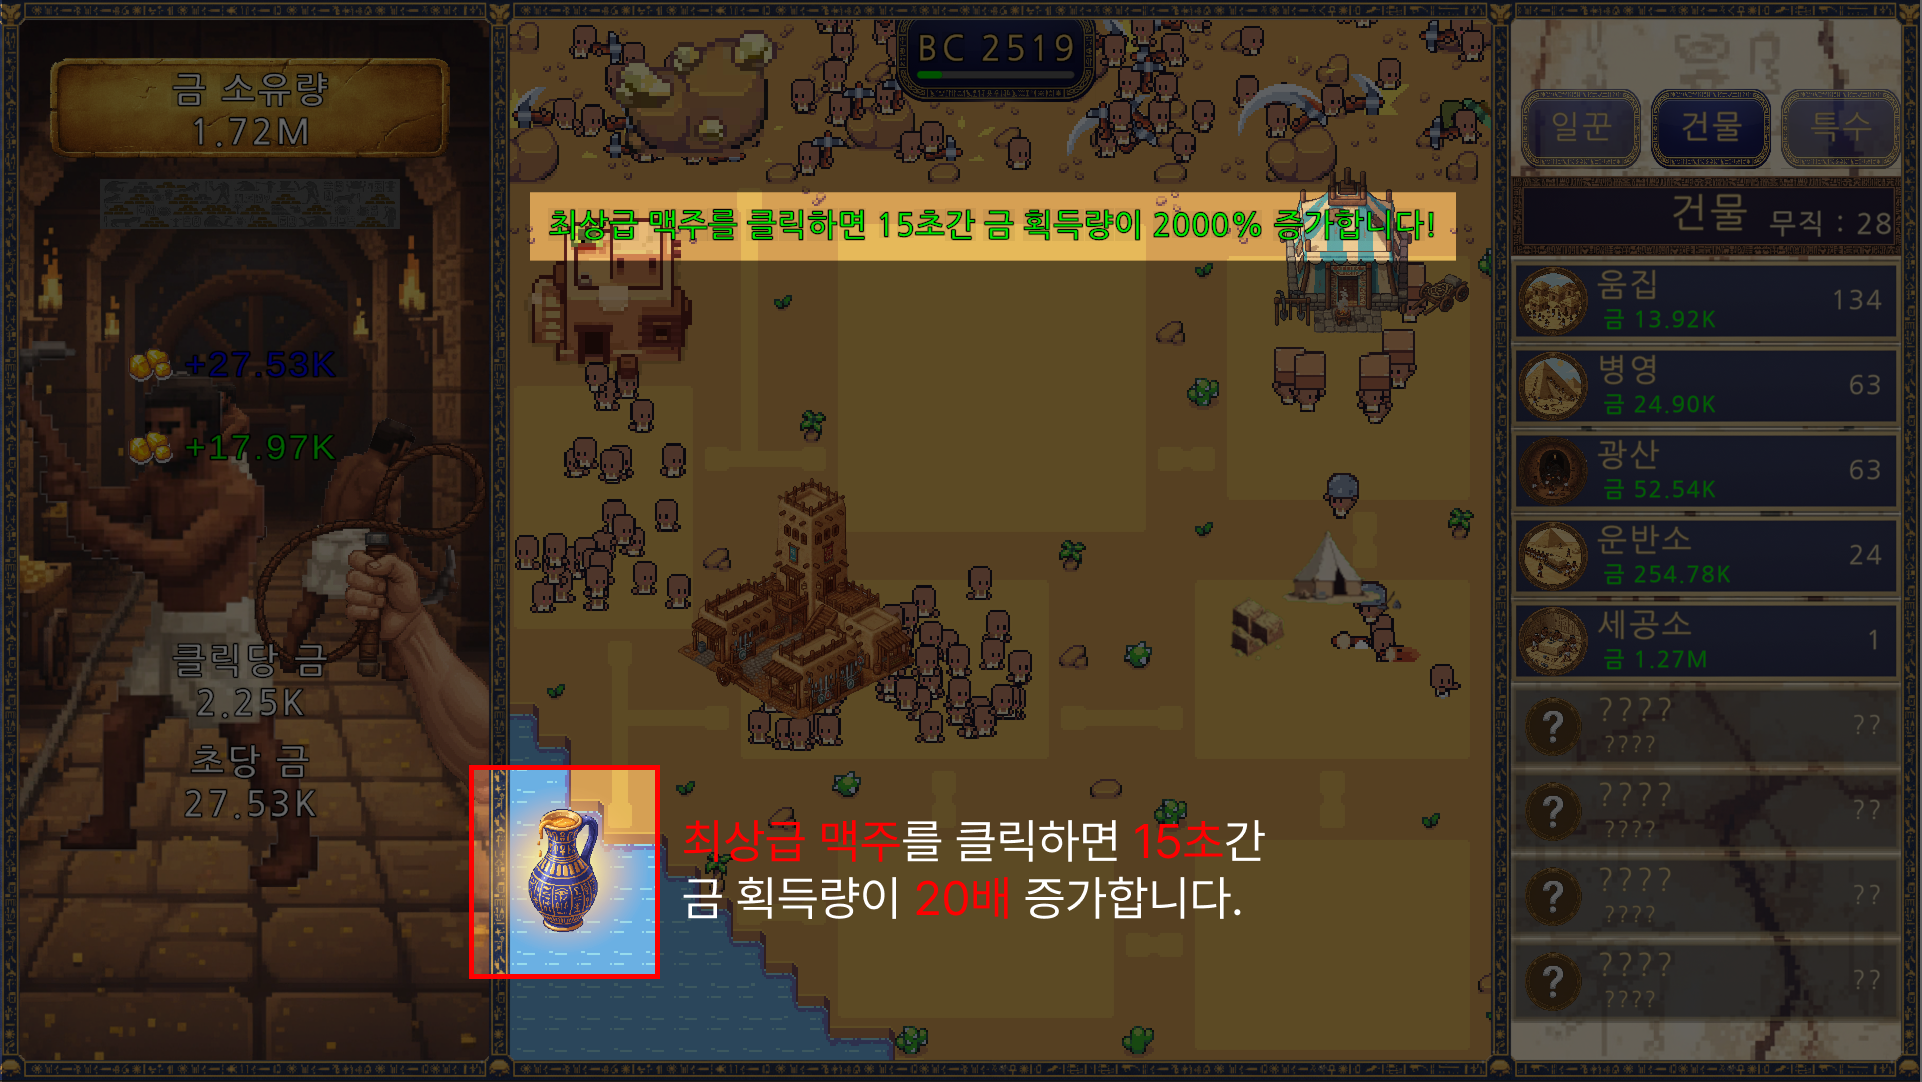 금 소유량
1.72M
+27.53K
+17.97K
클릭당 금
2.25K
초당 금
27.53K
BC 2519
최상급 맥주를 클릭하면 15초간 금 획득량이 2000% 증가합니다!
최상급 맥주를 클릭하면 15초간
금 획득량이 20배 증가합니다.
일꾼 건물 특수
건물 무직 : 28
움집 134
금 13.92K
병영 63
금 24.90K
광산 63
금 52.54K
운반소 24
금 254.78K
세공소 1
금 1.27M
? ???? ??
????
? ???? ??
????
? ???? ??
????
? ???? ??
????